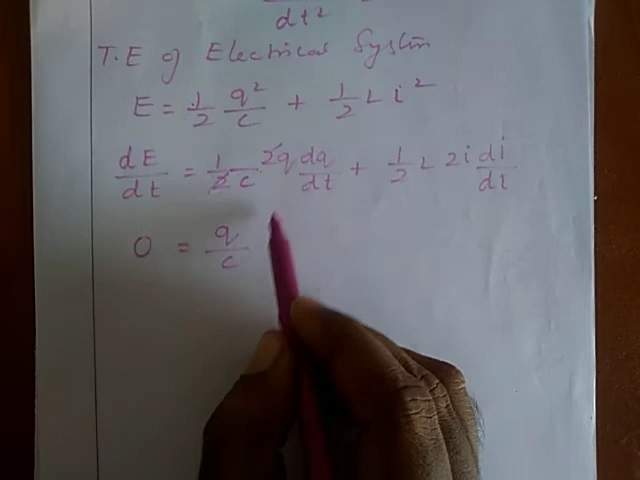 dt²
T.E of Electrical System
E = 1/2 q²/c + 1/2 L i²
dE/dt = 1/2c 2q dq/dt + 1/2 L 2i di/dt
0 = q/c